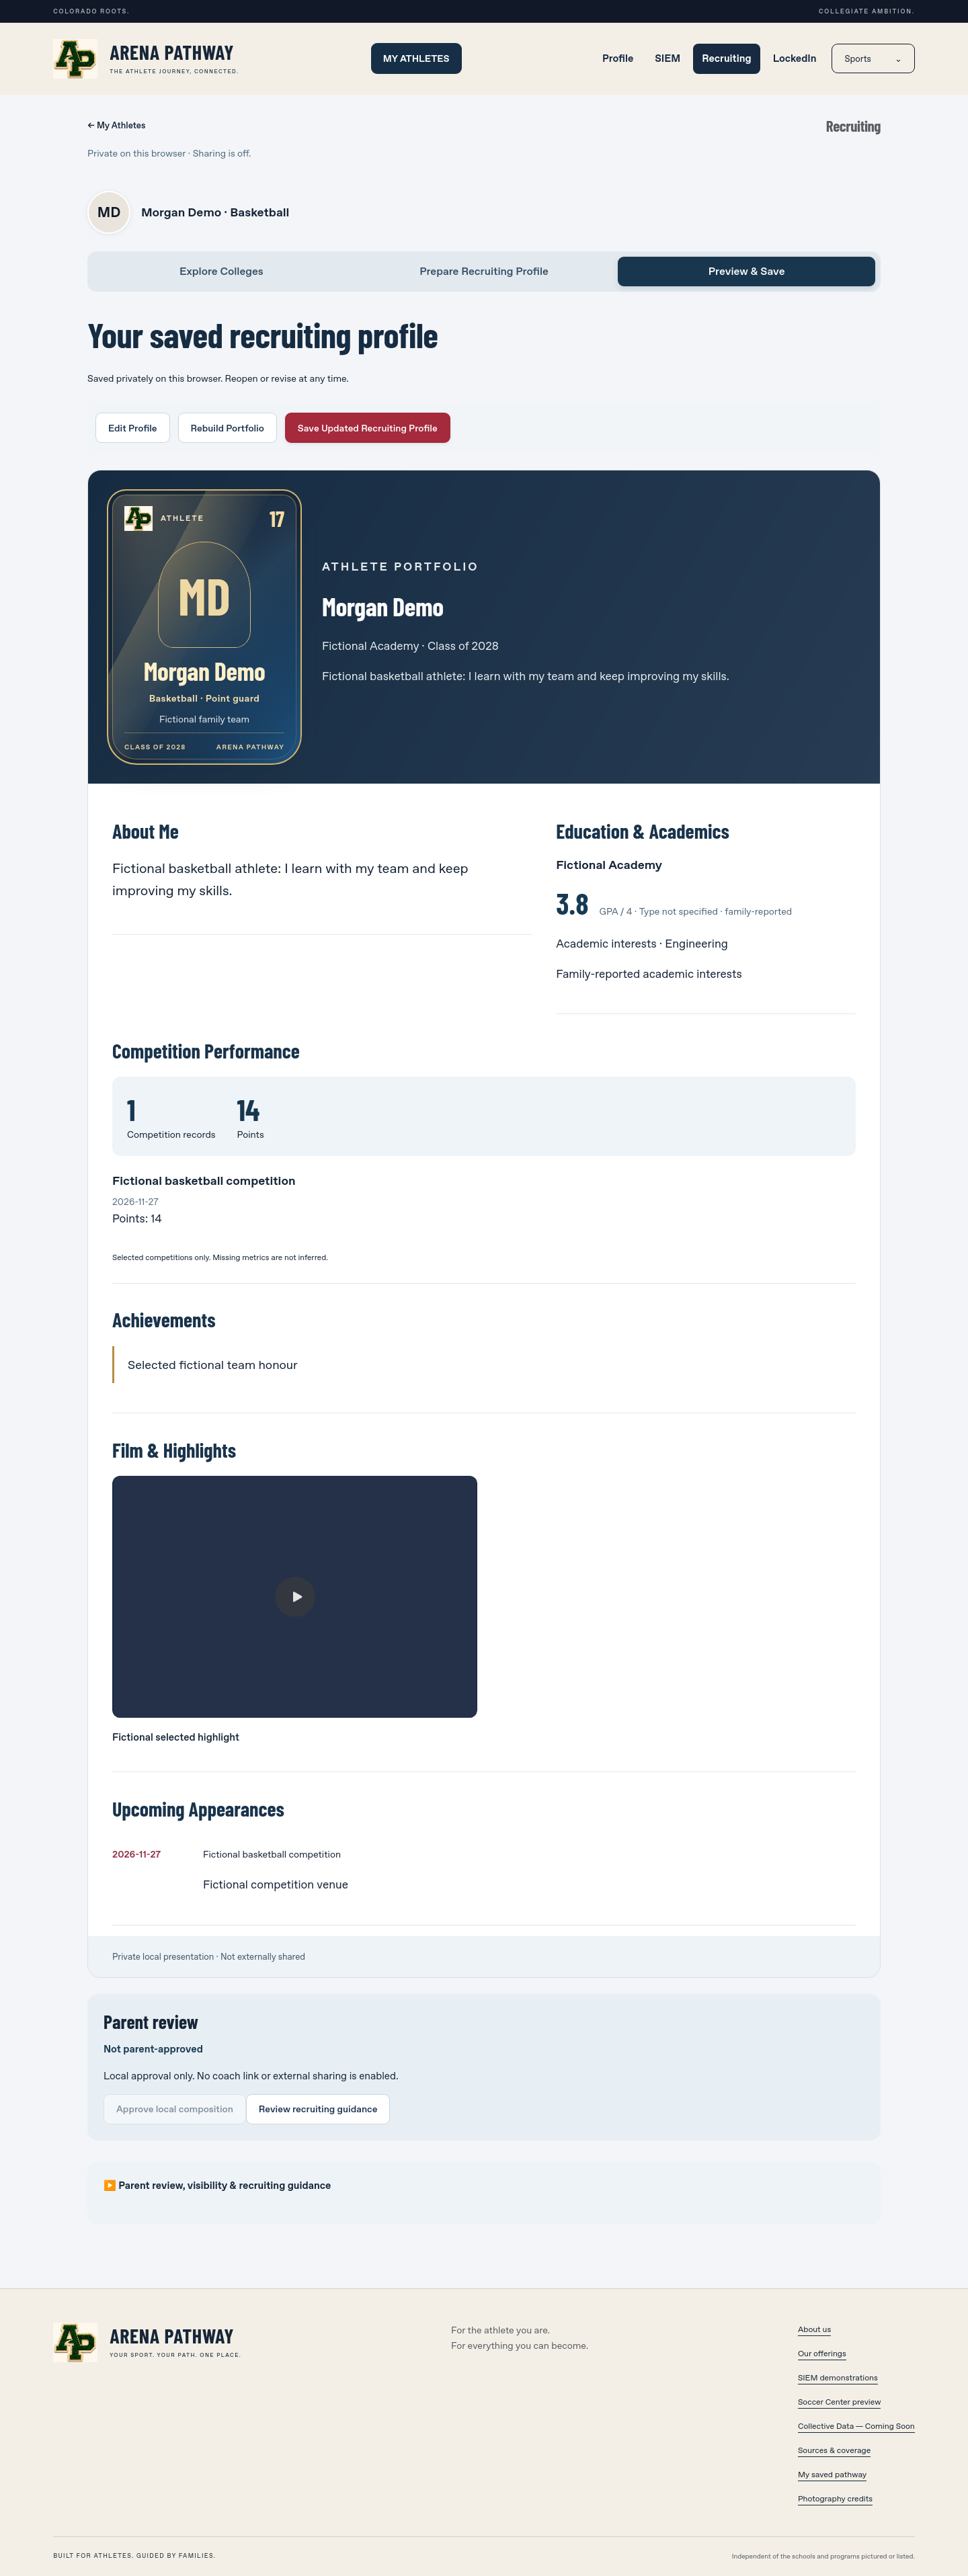 COLORADO ROOTS.
COLLEGIATE AMBITION.
AP
ARENA PATHWAY
THE ATHLETE JOURNEY, CONNECTED.
MY ATHLETES
Profile
SIEM
Recruiting
LockedIn
Sports
← My Athletes
Recruiting
Private on this browser · Sharing is off.
MD
Morgan Demo · Basketball
Explore Colleges
Prepare Recruiting Profile
Preview & Save
Your saved recruiting profile
Saved privately on this browser. Reopen or revise at any time.
Edit Profile
Rebuild Portfolio
Save Updated Recruiting Profile
AP
ATHLETE
17
MD
Morgan Demo
Basketball · Point guard
Fictional family team
CLASS OF 2028
ARENA PATHWAY
ATHLETE PORTFOLIO
Morgan Demo
Fictional Academy · Class of 2028
Fictional basketball athlete: I learn with my team and keep improving my skills.
About Me
Fictional basketball athlete: I learn with my team and keep
improving my skills.
Education & Academics
Fictional Academy
3.8 GPA / 4 · Type not specified · family-reported
Academic interests · Engineering
Family-reported academic interests
Competition Performance
1
Competition records
14
Points
Fictional basketball competition
2026-11-27
Points: 14
Selected competitions only. Missing metrics are not inferred.
Achievements
Selected fictional team honour
Film & Highlights
Fictional selected highlight
Upcoming Appearances
2026-11-27
Fictional basketball competition
Fictional competition venue
Private local presentation · Not externally shared
Parent review
Not parent-approved
Local approval only. No coach link or external sharing is enabled.
Approve local composition
Review recruiting guidance
Parent review, visibility & recruiting guidance
AP
ARENA PATHWAY
YOUR SPORT. YOUR PATH. ONE PLACE.
For the athlete you are.
For everything you can become.
About us
Our offerings
SIEM demonstrations
Soccer Center preview
Collective Data — Coming Soon
Sources & coverage
My saved pathway
Photography credits
BUILT FOR ATHLETES. GUIDED BY FAMILIES.
Independent of the schools and programs pictured or listed.